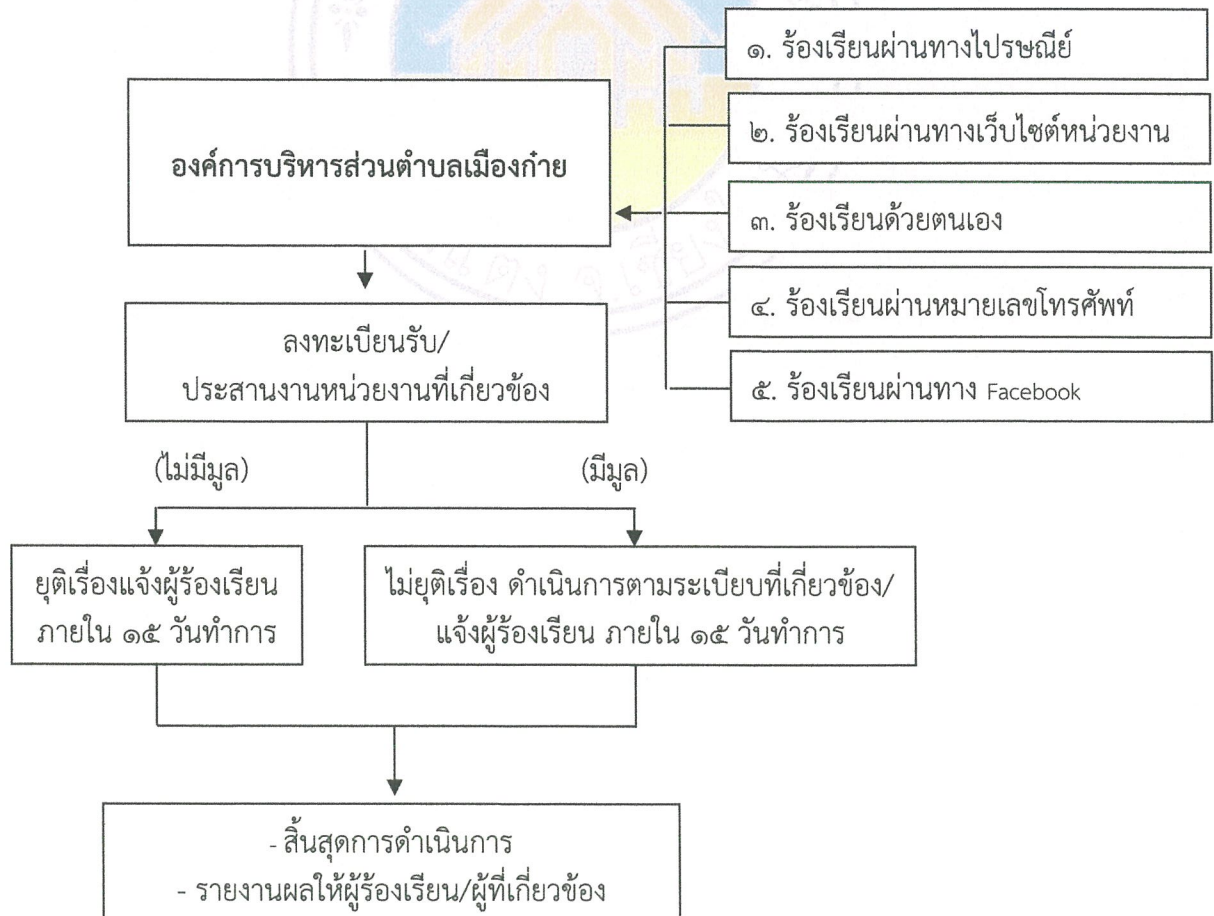 ๑. ร้องเรียนผ่านทางไปรษณีย์
๒. ร้องเรียนผ่านทางเว็บไซต์หน่วยงาน
องค์การบริหารส่วนตำบลเมืองก๋าย
๓. ร้องเรียนด้วยตนเอง
๔. ร้องเรียนผ่านหมายเลขโทรศัพท์
๕. ร้องเรียนผ่านทาง Facebook
ลงทะเบียนรับ/
ประสานงานหน่วยงานที่เกี่ยวข้อง
(ไม่มีมูล)
(มีมูล)
ยุติเรื่องแจ้งผู้ร้องเรียน
ภายใน ๑๕ วันทำการ
ไม่ยุติเรื่อง ดำเนินการตามระเบียบที่เกี่ยวข้อง/
แจ้งผู้ร้องเรียน ภายใน ๑๕ วันทำการ
- สิ้นสุดการดำเนินการ
- รายงานผลให้ผู้ร้องเรียน/ผู้ที่เกี่ยวข้อง